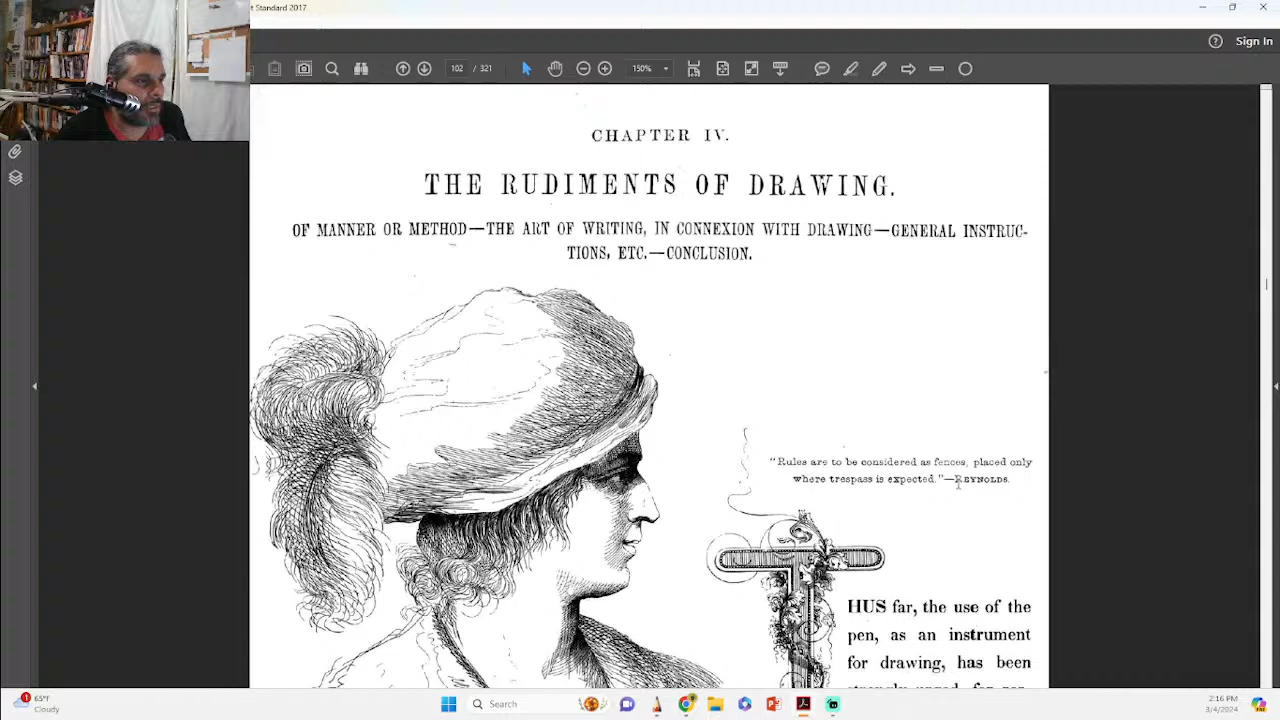 t Standard 2017
Sign In
102 / 321
150%
CHAPTER IV.
THE RUDIMENTS OF DRAWING.
OF MANNER OR METHOD—THE ART OF WRITING, IN CONNEXION WITH DRAWING—GENERAL INSTRUC-
TIONS, ETC.—CONCLUSION.
"Rules are to be considered as fences, placed only
where trespass is expected."—REYNOLDS.
T
HUS far, the use of the
pen, as an instrument
for drawing, has been
1
65°F
Cloudy
Search
2:16 PM
3/4/2024